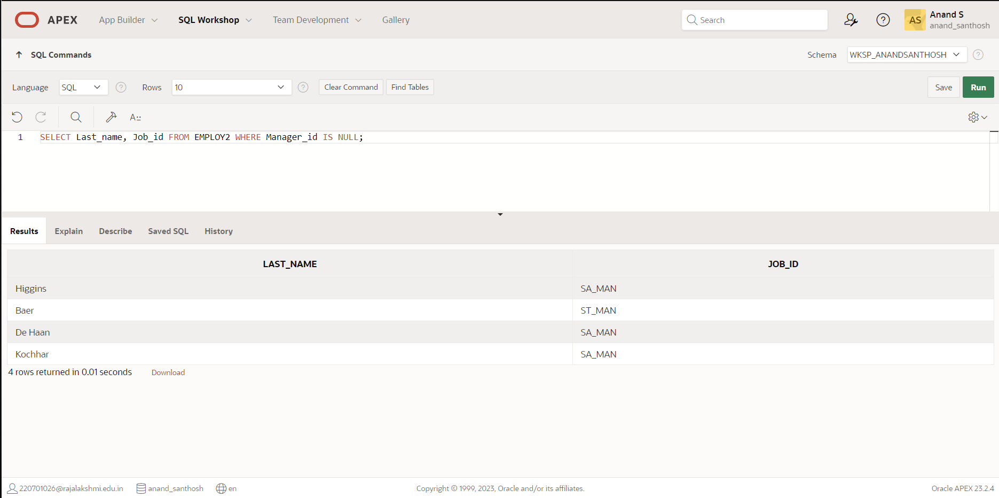 APEX App Builder SQL Workshop Team Development Gallery Search AS Anand S
anand_santhosh
SQL Commands Schema WKSP_ANANDSANTHOSH ?
Language SQL ? Rows 10 ? Clear Command Find Tables Save Run
A::
1 SELECT Last_name, Job_id FROM EMPLOY2 WHERE Manager_id IS NULL;
Results Explain Describe Saved SQL History
LAST_NAME JOB_ID
Higgins SA_MAN
Baer ST_MAN
De Haan SA_MAN
Kochhar SA_MAN
4 rows returned in 0.01 seconds Download
220701026@rajalakshmi.edu.in anand_santhosh en Copyright © 1999, 2023, Oracle and/or its affiliates. Oracle APEX 23.2.4